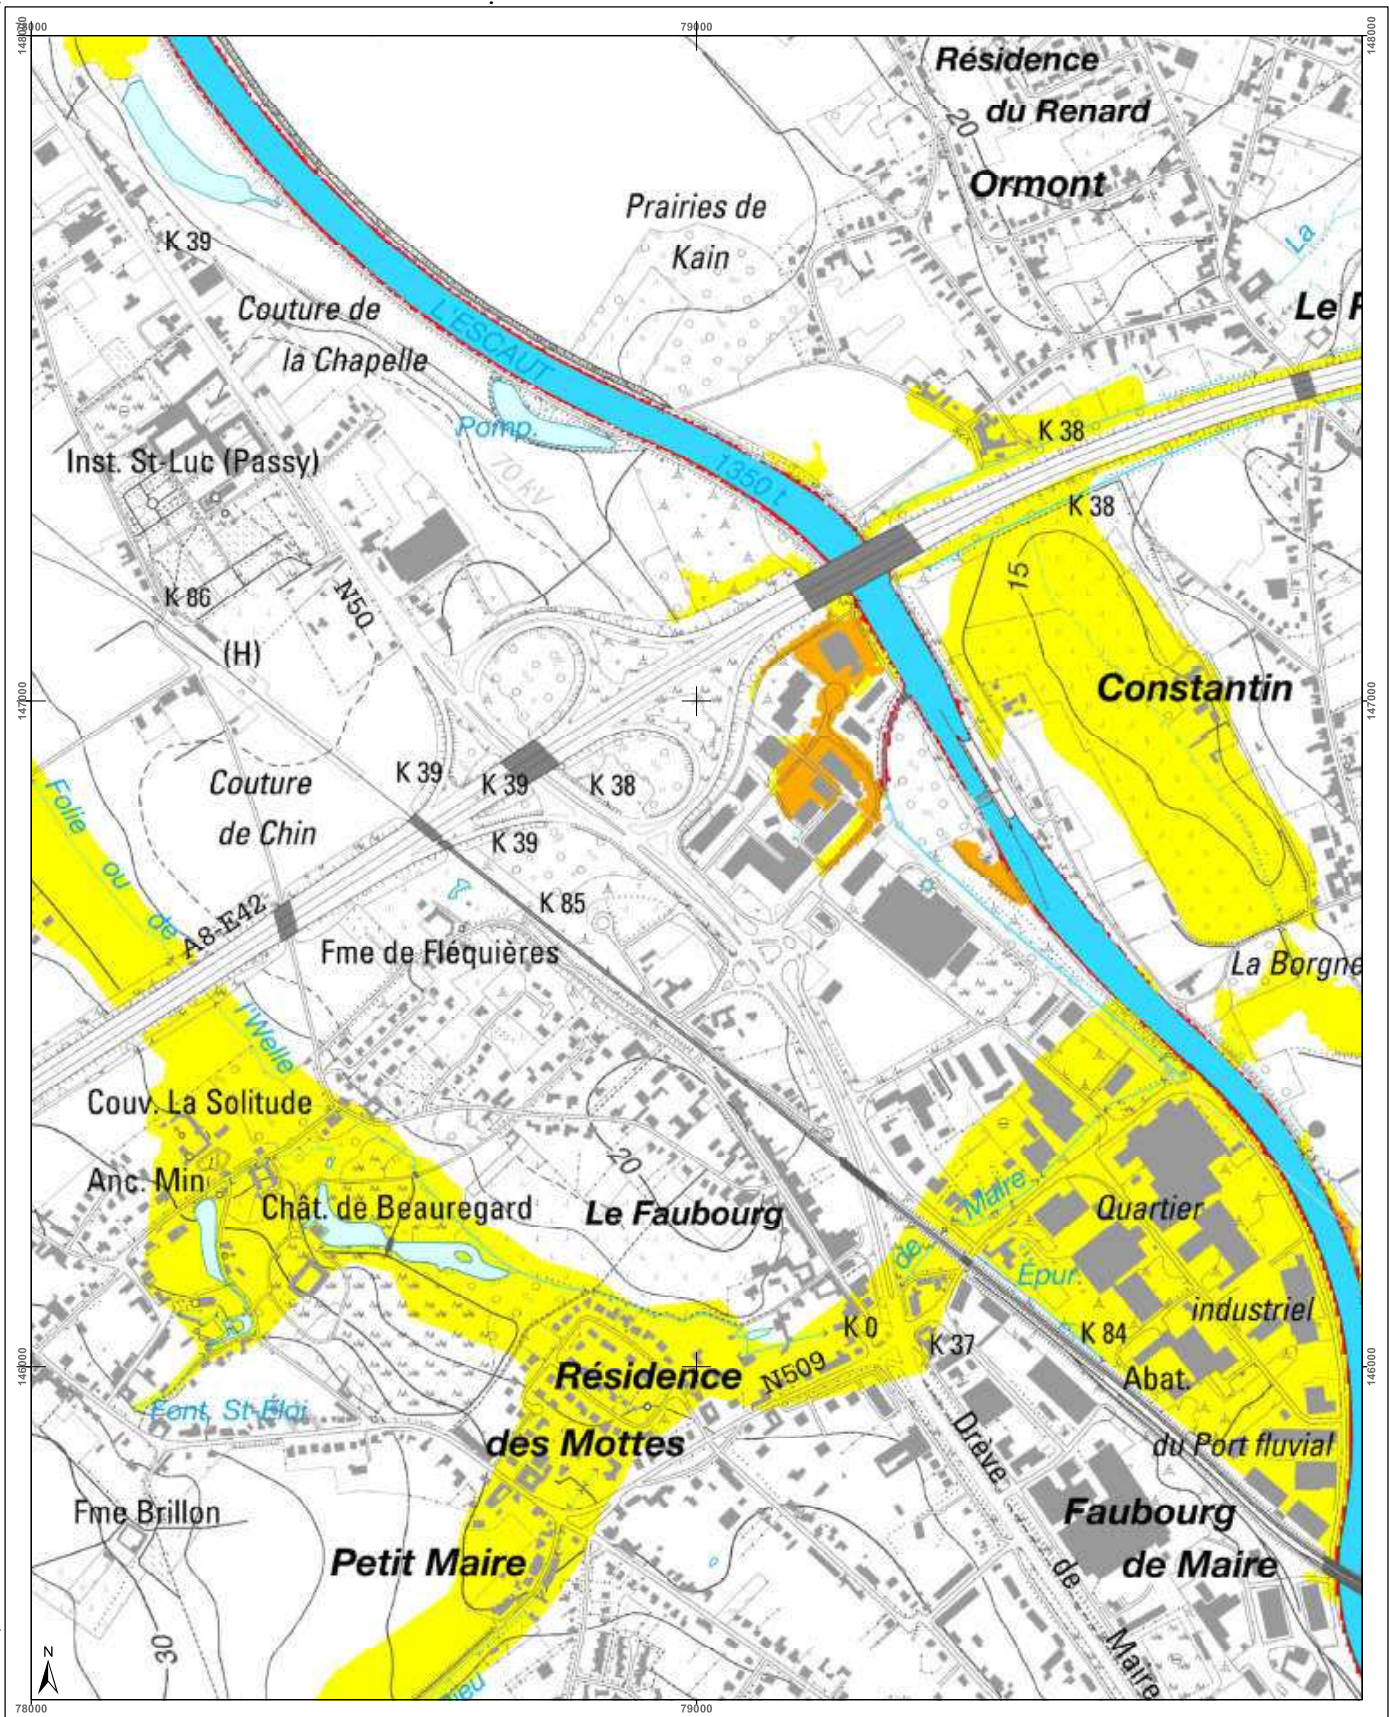 78000
79000
148000
148000
Résidence
du Renard
20
Ormont
Prairies de
Kain
La
K 39
Couture de
la Chapelle
L'ESCAUT
Pomp.
70 kV
1350 t
K 38
Inst. St-Luc (Passy)
K 38
K 86
N50
15
(H)
147000
147000
Constantin
K 39
K 39
K 38
Couture
de Chin
K 39
Folie
ou
de
A8-E42
K 85
Fme de Fléquières
La Borgne
l'Welle
Couv. La Solitude
Anc. Min
20
Chât. de Beauregard
Le Faubourg
Maire
de
Quartier
Épur.
industriel
K 0
K 84
K 37
146000
146000
Résidence
N509
Abat.
Font. St-Éloi
des Mottes
Drève
du Port fluvial
Fme Brillon
Faubourg
Petit Maire
de Maire
de
30
N
Maire
78000
79000